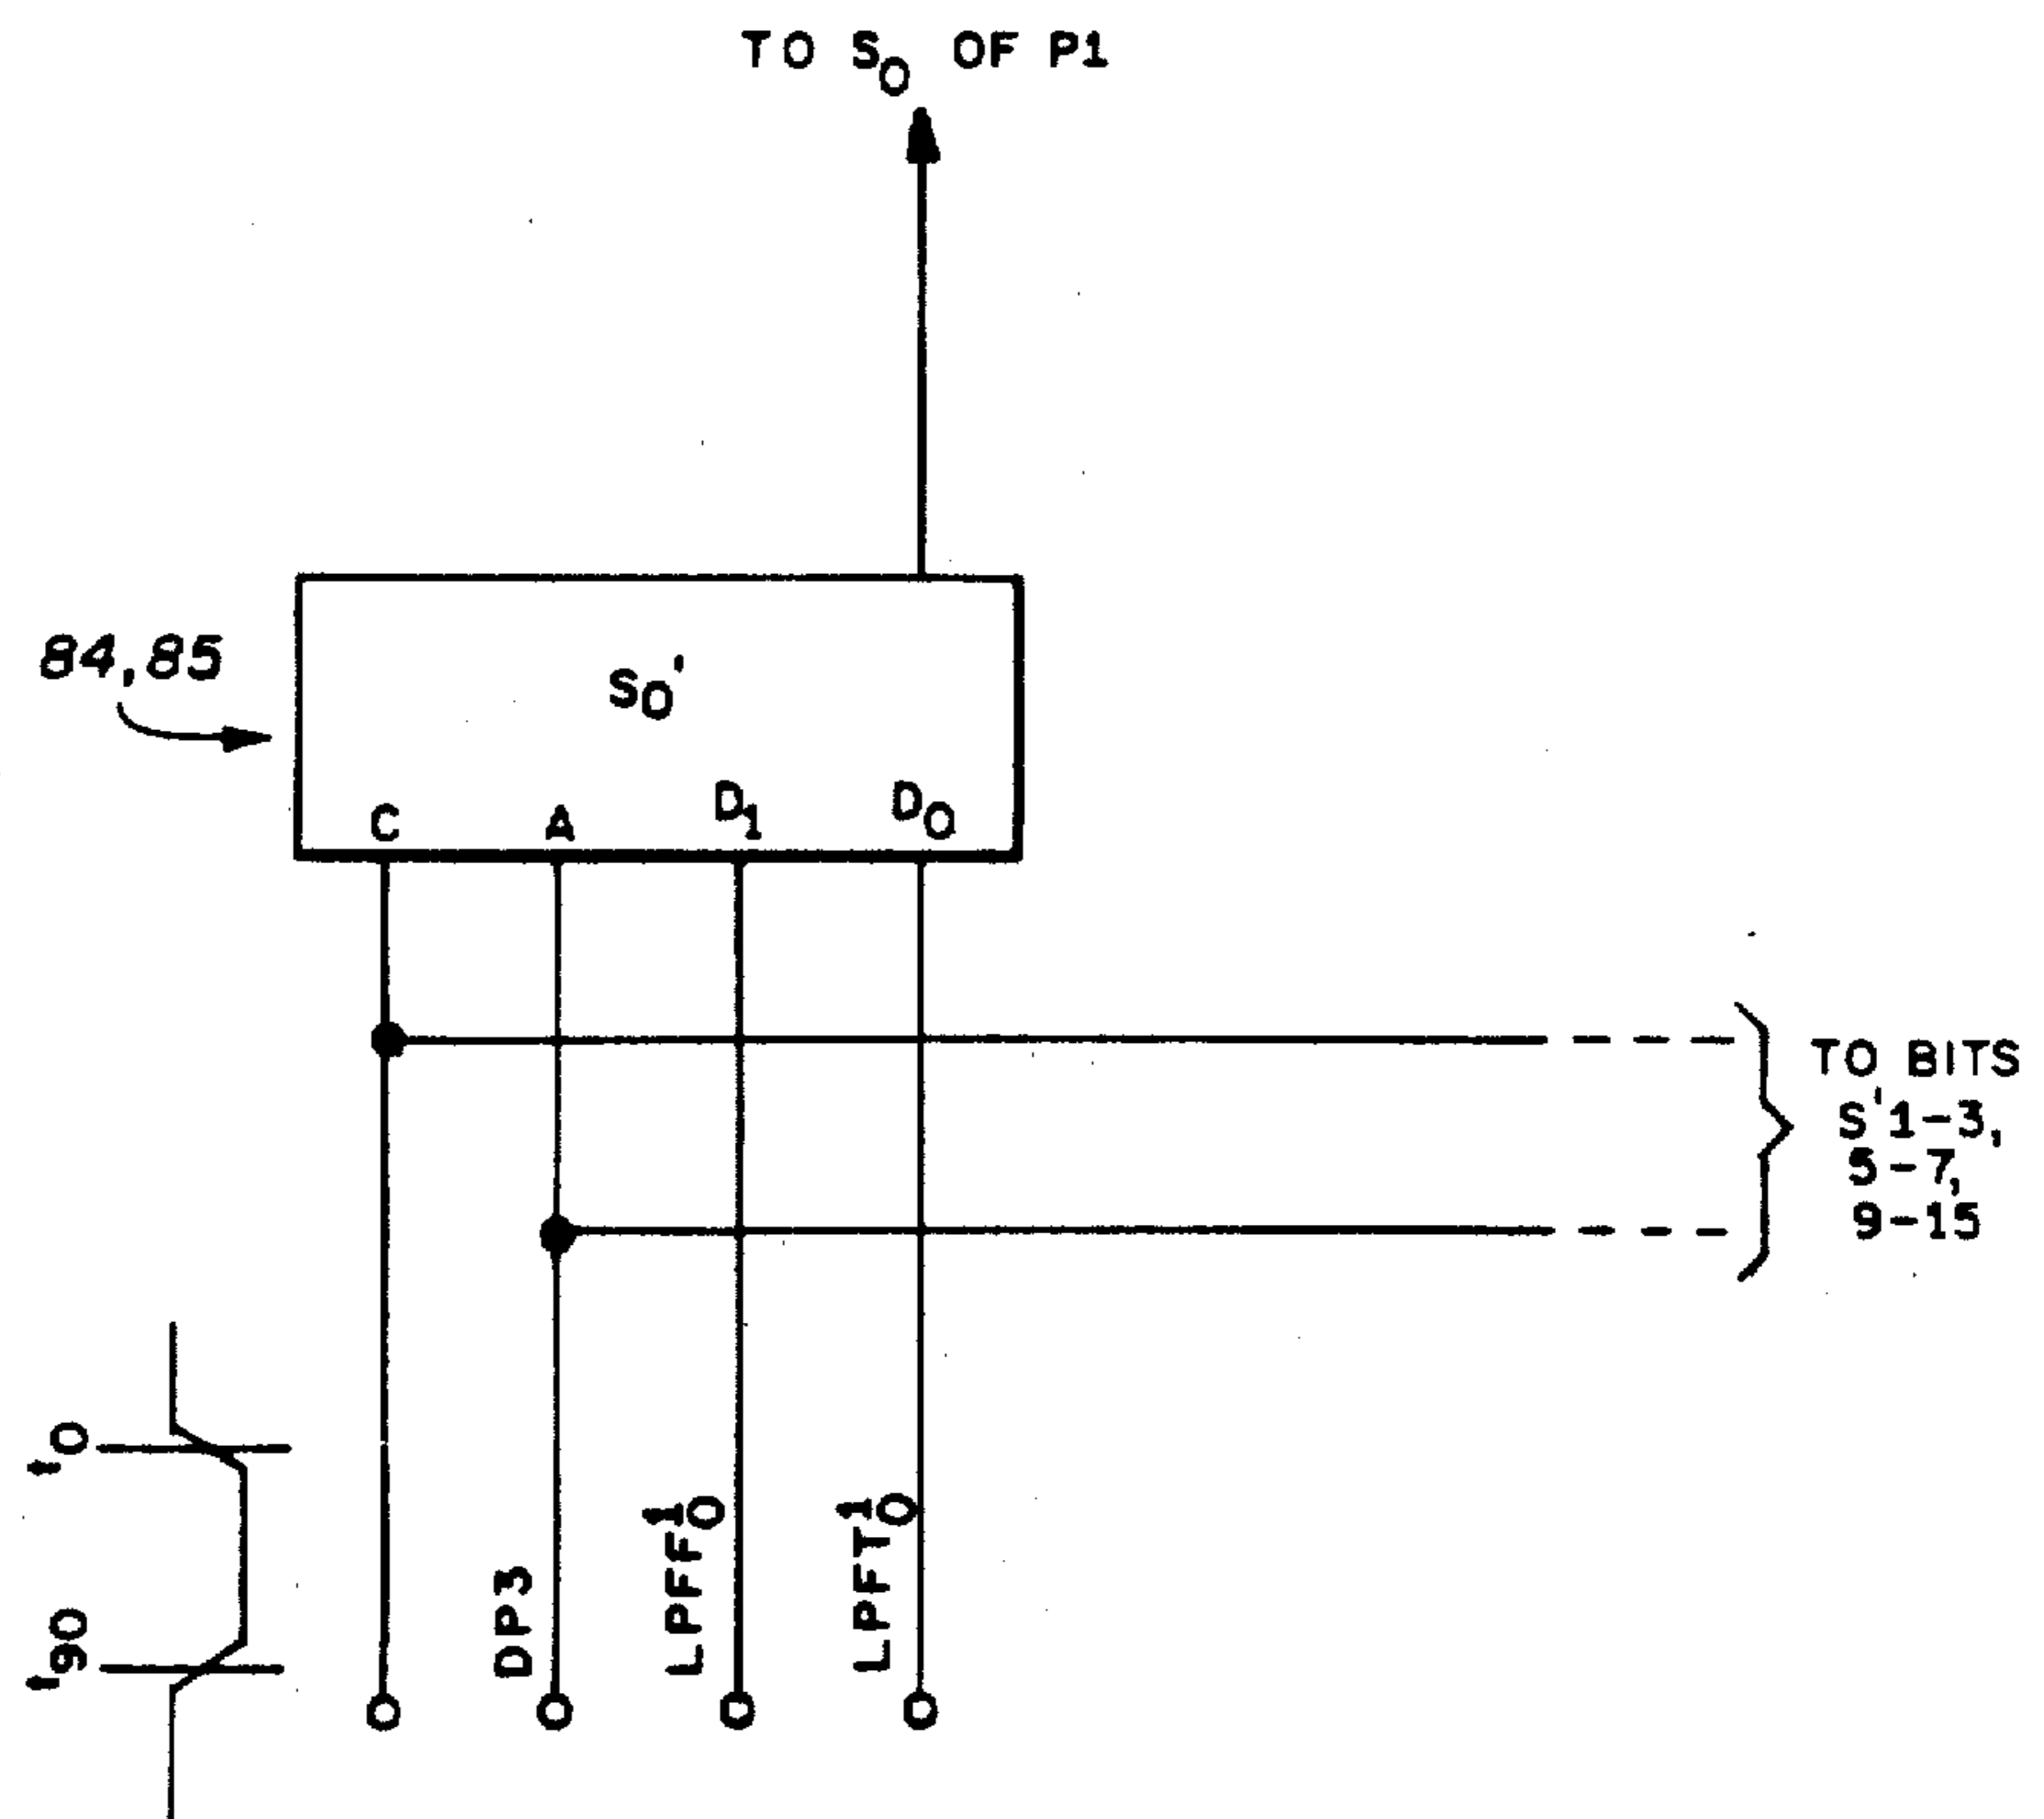 TO S0 OF P1
84,85
S0'
C A D1 D0
TO BITS
S'1-3,
5-7,
9-15
t0
t90
DP3
LPFF10
LPFT10